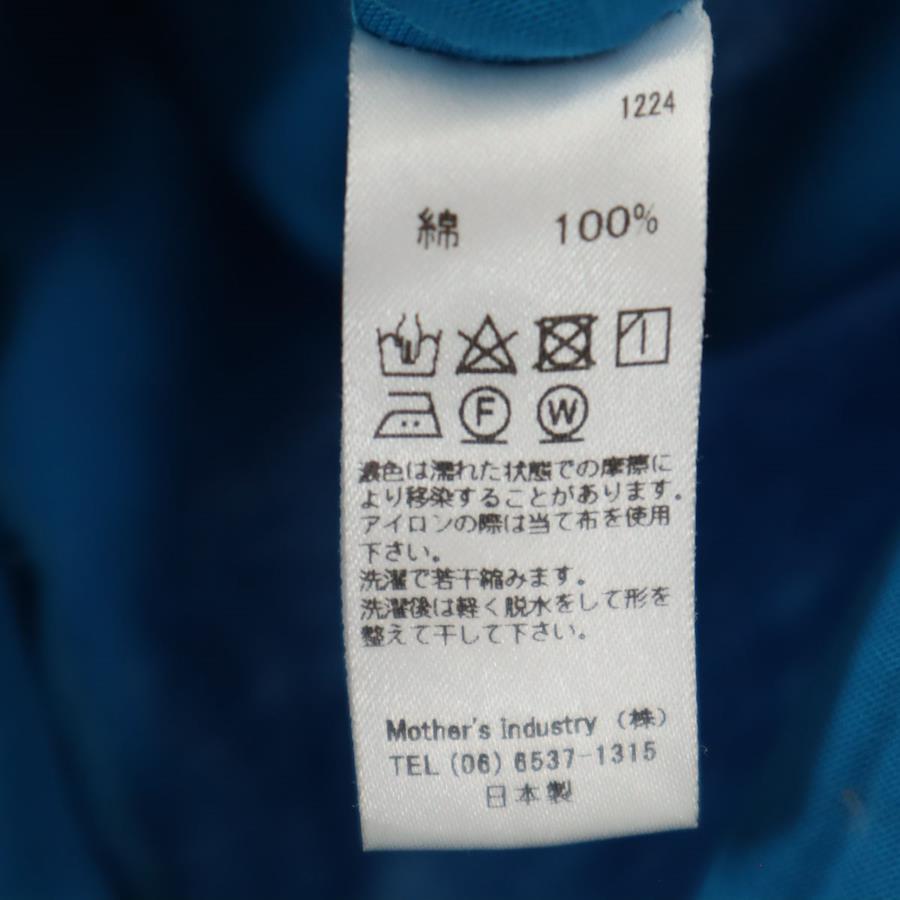 1224
綿 100%
F W
濃色は濡れた状態での摩擦に
より移染することがあります。
アイロンの際は当て布を使用
下さい。
洗濯で若干縮みます。
洗濯後は軽く脱水をして形を
整えて干して下さい。
Mother's industry (株)
TEL (06) 6537-1315
日本製